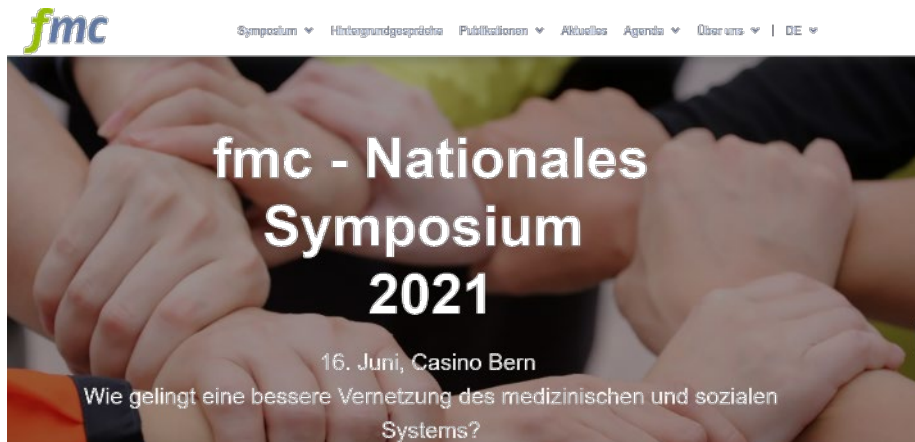 fmc
Symposium Hintergrundgespräche Publikationen Aktuelles Agenda Über uns | DE
fmc - Nationales
Symposium
2021
16. Juni, Casino Bern
Wie gelingt eine bessere Vernetzung des medizinischen und sozialen
Systems?